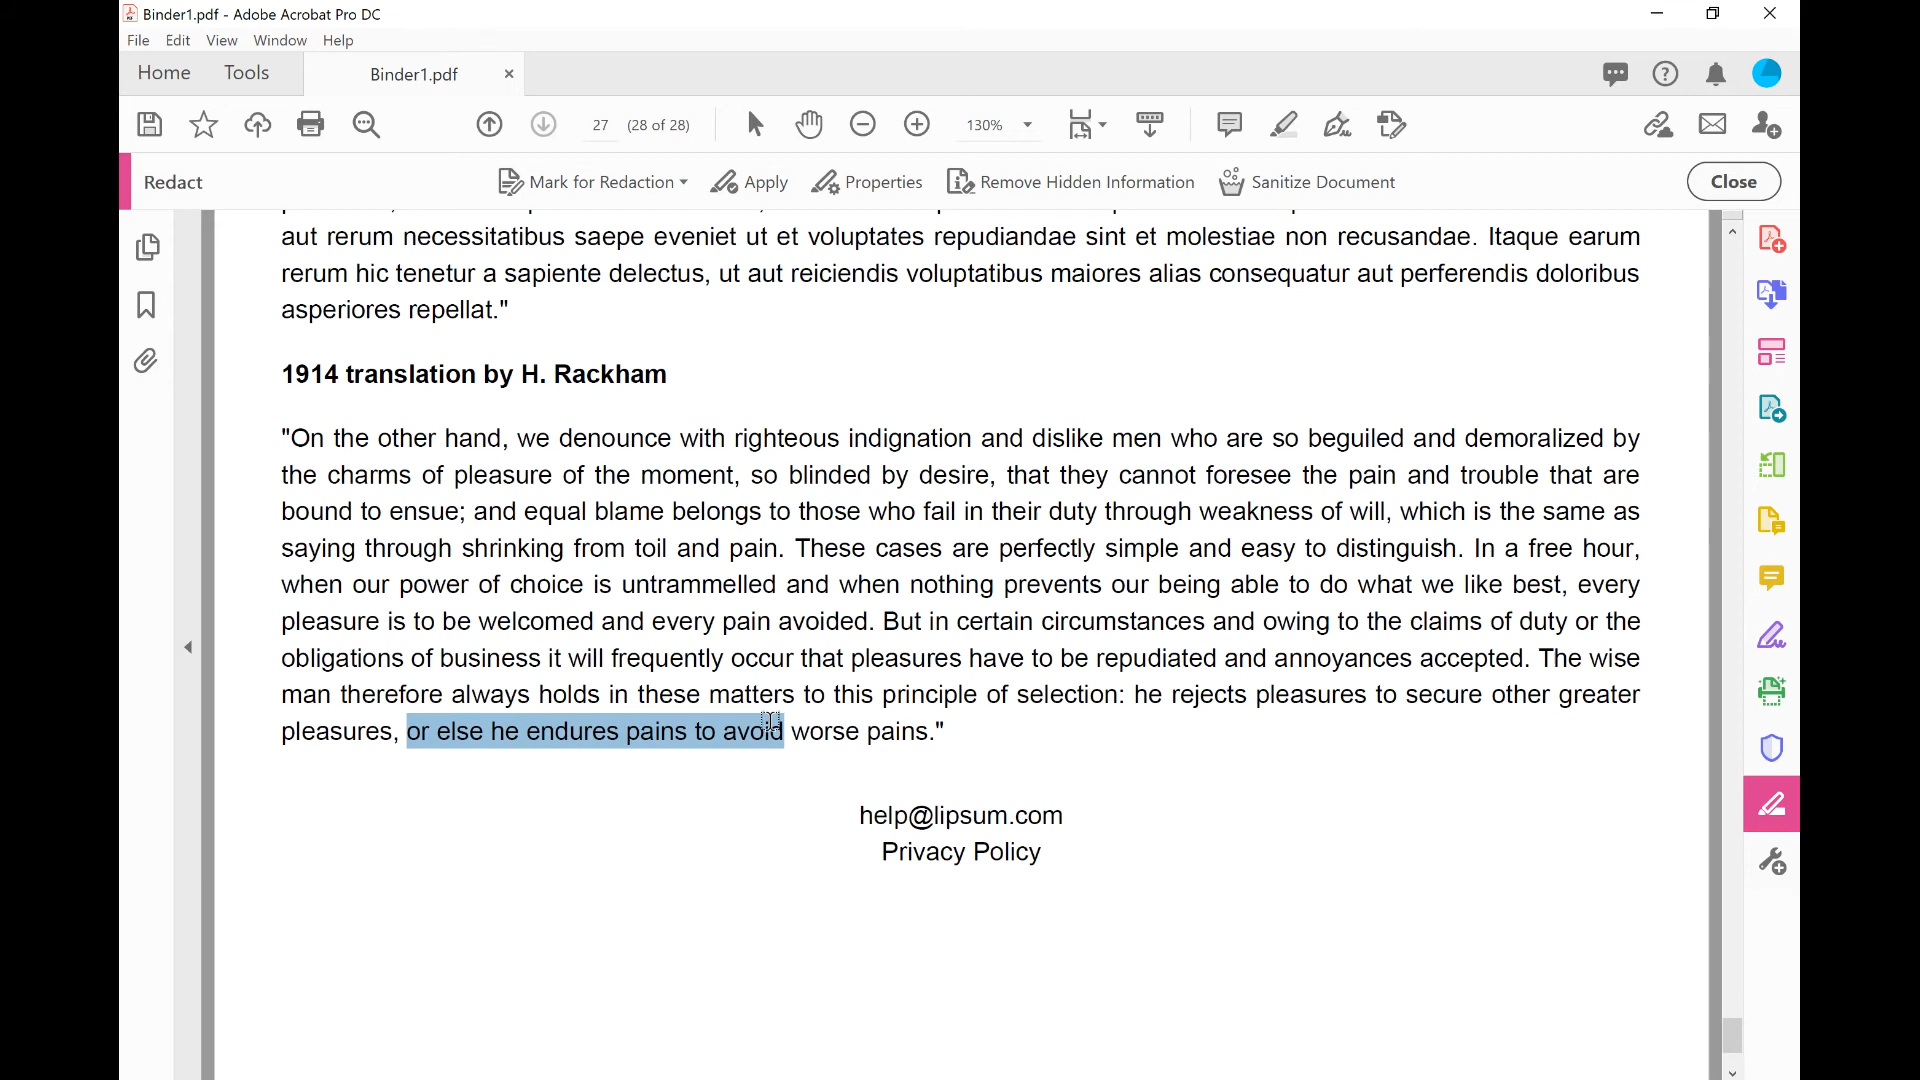 Binder1.pdf - Adobe Acrobat Pro DC
File Edit View Window Help
Home Tools Binder1.pdf
27 (28 of 28) 130%
Redact Mark for Redaction Apply Properties Remove Hidden Information Sanitize Document Close
aut rerum necessitatibus saepe eveniet ut et voluptates repudiandae sint et molestiae non recusandae. Itaque earum
rerum hic tenetur a sapiente delectus, ut aut reiciendis voluptatibus maiores alias consequatur aut perferendis doloribus
asperiores repellat."
1914 translation by H. Rackham
"On the other hand, we denounce with righteous indignation and dislike men who are so beguiled and demoralized by
the charms of pleasure of the moment, so blinded by desire, that they cannot foresee the pain and trouble that are
bound to ensue; and equal blame belongs to those who fail in their duty through weakness of will, which is the same as
saying through shrinking from toil and pain. These cases are perfectly simple and easy to distinguish. In a free hour,
when our power of choice is untrammelled and when nothing prevents our being able to do what we like best, every
pleasure is to be welcomed and every pain avoided. But in certain circumstances and owing to the claims of duty or the
obligations of business it will frequently occur that pleasures have to be repudiated and annoyances accepted. The wise
man therefore always holds in these matters to this principle of selection: he rejects pleasures to secure other greater
pleasures, or else he endures pains to avoid worse pains."
help@lipsum.com
Privacy Policy